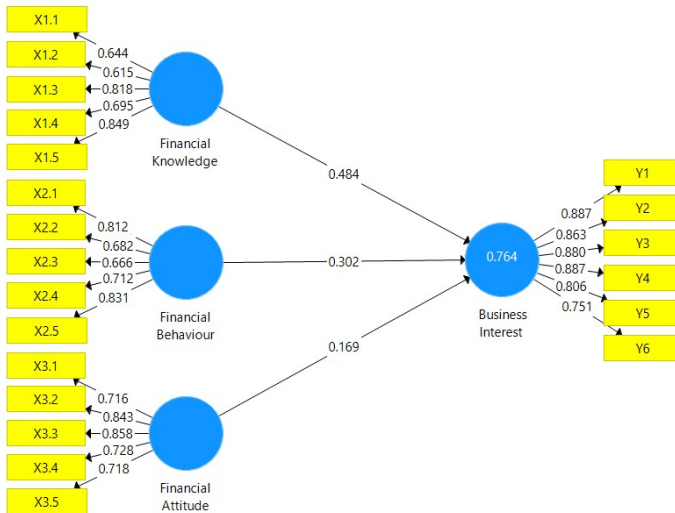 X1.1
X1.2
X1.3
X1.4
X1.5
0.644
0.615
0.818
0.695
0.849
Financial
Knowledge
X2.1
X2.2
X2.3
X2.4
X2.5
0.812
0.682
0.666
0.712
0.831
Financial
Behaviour
X3.1
X3.2
X3.3
X3.4
X3.5
0.716
0.843
0.858
0.728
0.718
Financial
Attitude
0.484
0.302
0.169
0.764
Business
Interest
0.887
0.863
0.880
0.887
0.806
0.751
Y1
Y2
Y3
Y4
Y5
Y6